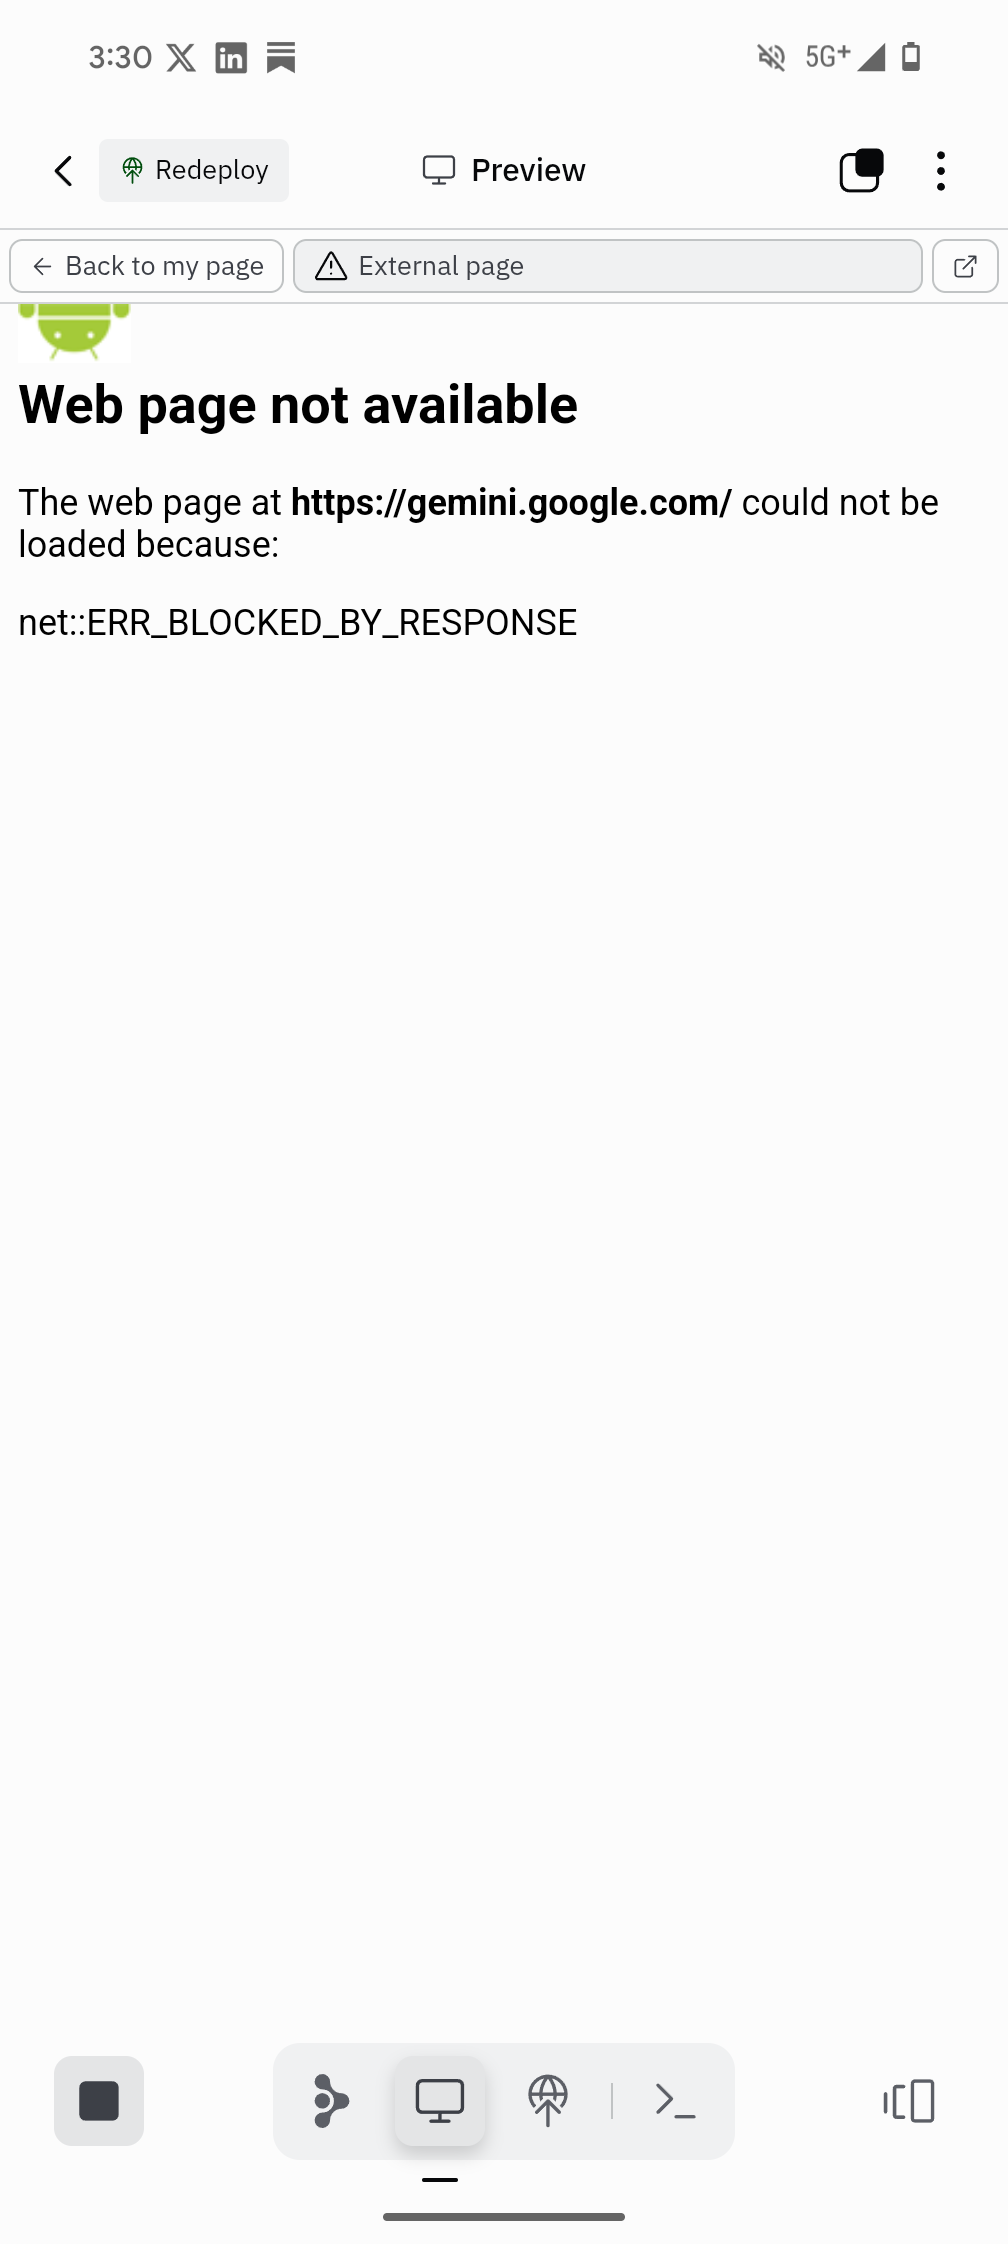 3:30
5G+
Redeploy
Preview
Back to my page
External page
Web page not available
The web page at https://gemini.google.com/ could not be
loaded because:
net::ERR_BLOCKED_BY_RESPONSE